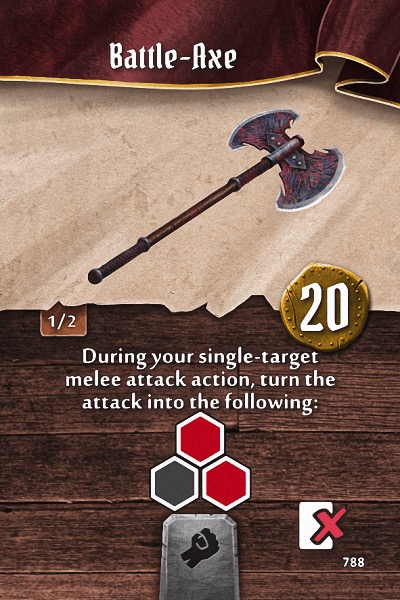 Battle-Axe
20
1/2
During your single-target
melee attack action, turn the
attack into the following:
788